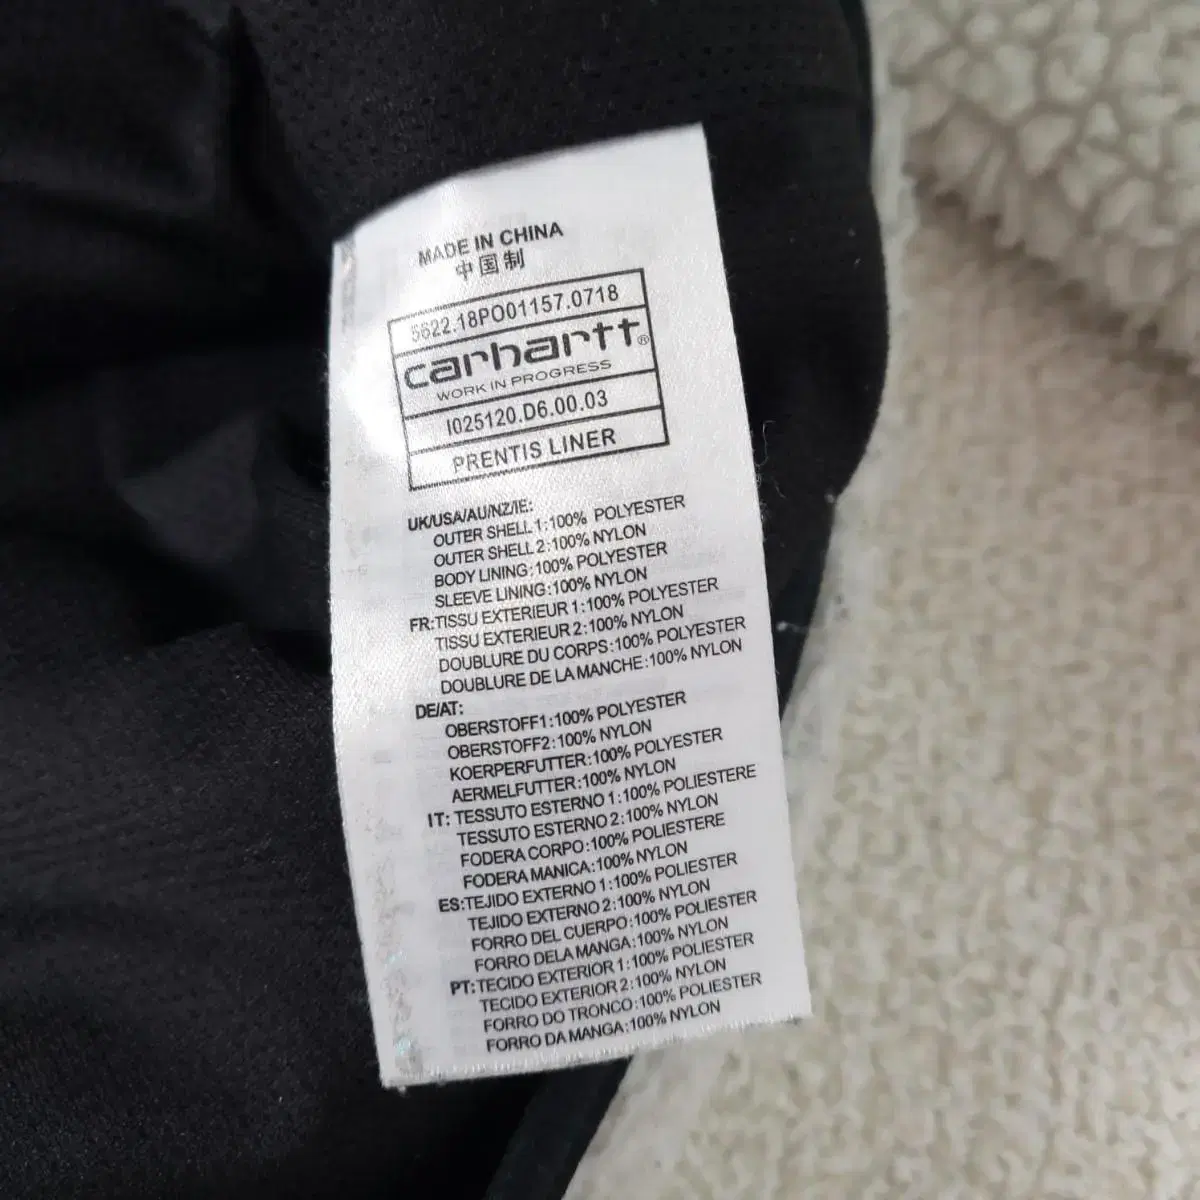 MADE IN CHINA
中国制
5622.18PO01157.0718
carhartt®
WORK IN PROGRESS
I025120.D6.00.03
PRENTIS LINER
UK/USA/AU/NZ/IE:
OUTER SHELL 1:100% POLYESTER
OUTER SHELL 2:100% NYLON
BODY LINING:100% POLYESTER
SLEEVE LINING:100% NYLON
FR:TISSU EXTERIEUR 1:100% POLYESTER
TISSU EXTERIEUR 2:100% NYLON
DOUBLURE DU CORPS:100% POLYESTER
DOUBLURE DE LA MANCHE:100% NYLON
DE/AT:
OBERSTOFF1:100% POLYESTER
OBERSTOFF2:100% NYLON
KOERPERFUTTER:100% POLYESTER
AERMELFUTTER:100% NYLON
IT: TESSUTO ESTERNO 1:100% POLIESTERE
TESSUTO ESTERNO 2:100% NYLON
FODERA CORPO:100% POLIESTERE
FODERA MANICA:100% NYLON
ES:TEJIDO EXTERNO 1:100% POLIESTER
TEJIDO EXTERNO 2:100% NYLON
FORRO DEL CUERPO:100% POLIESTER
FORRO DELA MANGA:100% NYLON
PT:TECIDO EXTERIOR 1:100% POLIESTER
TECIDO EXTERIOR 2:100% NYLON
FORRO DO TRONCO:100% POLIESTER
FORRO DA MANGA:100% NYLON